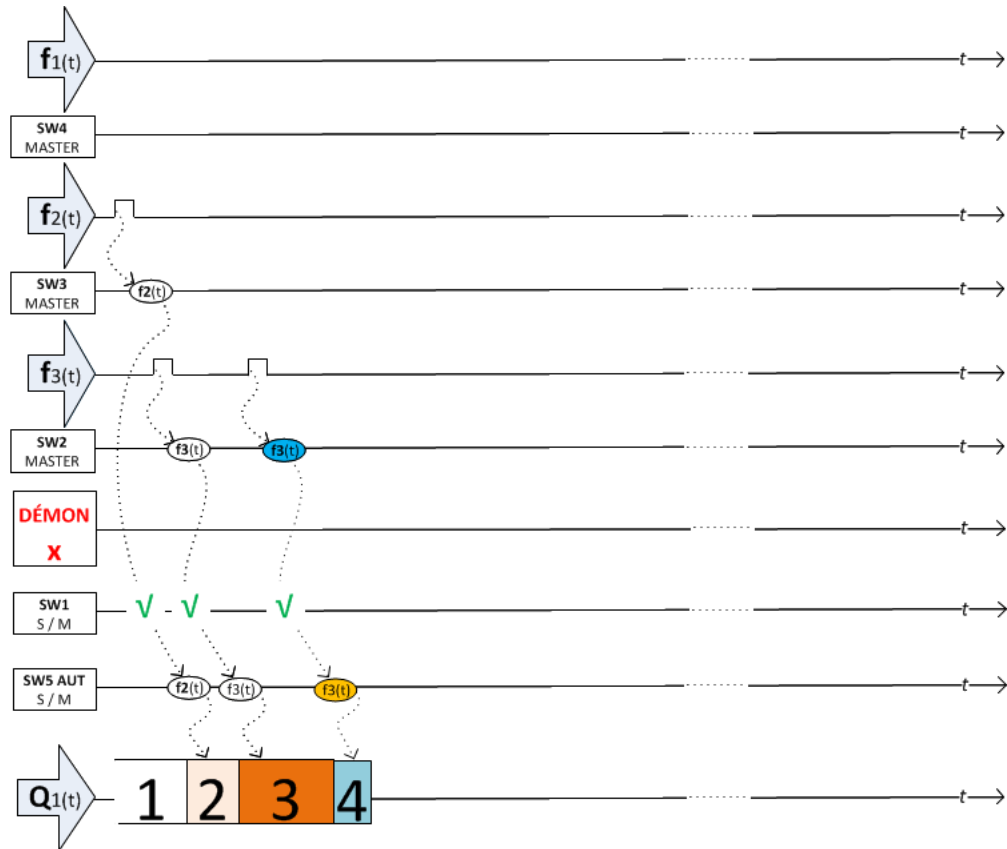 f1(t)
t
SW4
MASTER
t
f2(t)
t
SW3
MASTER
f2(t)
t
f3(t)
t
SW2
MASTER
f3(t)
f3(t)
t
DÉMON
X
t
SW1
S / M
√
√
√
t
SW5 AUT
S / M
f2(t)
f3(t)
f3(t)
t
Q1(t)
1
2
3
4
t